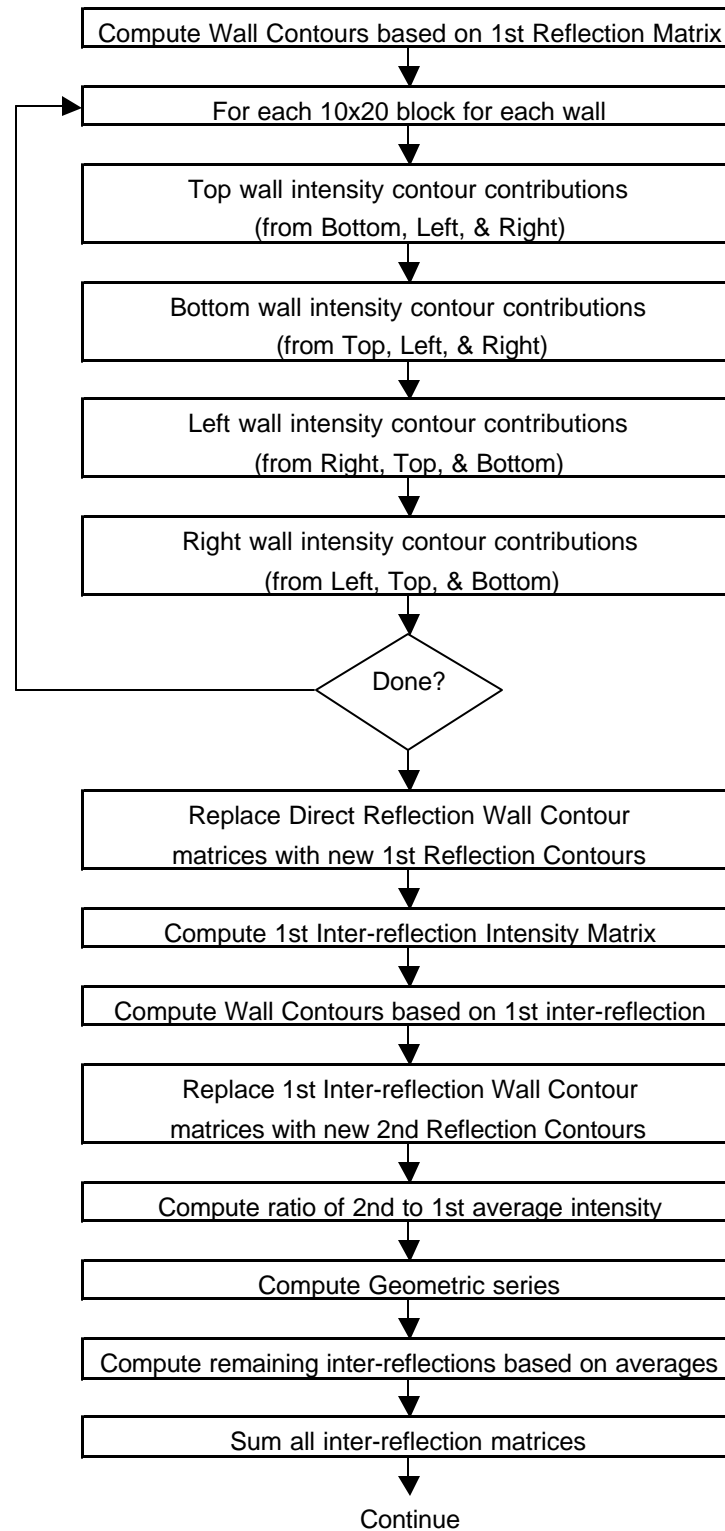 Compute Wall Contours based on 1st Reflection Matrix
For each 10x20 block for each wall
Top wall intensity contour contributions
(from Bottom, Left, & Right)
Bottom wall intensity contour contributions
(from Top, Left, & Right)
Left wall intensity contour contributions
(from Right, Top, & Bottom)
Right wall intensity contour contributions
(from Left, Top, & Bottom)
Done?
Replace Direct Reflection Wall Contour
matrices with new 1st Reflection Contours
Compute 1st Inter-reflection Intensity Matrix
Compute Wall Contours based on 1st inter-reflection
Replace 1st Inter-reflection Wall Contour
matrices with new 2nd Reflection Contours
Compute ratio of 2nd to 1st average intensity
Compute Geometric series
Compute remaining inter-reflections based on averages
Sum all inter-reflection matrices
Continue